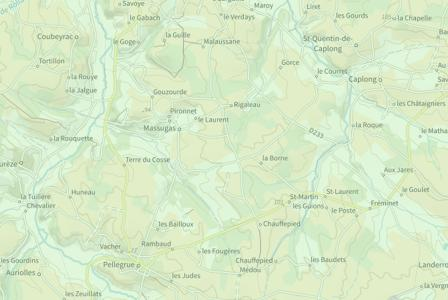 Savoye
Maroy
Liret
le Gabach
le Verdays
les Gourds
la Chapelle
la Guille
Coubeyrac
le Goge
Malaussane
St-Quentin-de-
Caplong
Tortillon
Gorce
la Rouye
le Courret
Caplong
la Jalgue
Gouzourde
Rigaleau
les Châtaigniers
Pironnet
le Laurent
Massugas
la Roque
D233
la Rouquette
Terre du Cosse
la Borne
Aux Jares
Huneau
la Tuilière
Chevalier
St-Martin
les Guions
St-Laurent
le Goulet
le Poste
Fréminet
les Bailloux
Chauffepied
Vacher
Rambaud
les Fougères
Pellegrue
les Gourdins
Auriolles
Chauffepied
Médou
les Baudets
les Judes
les Zeuillats